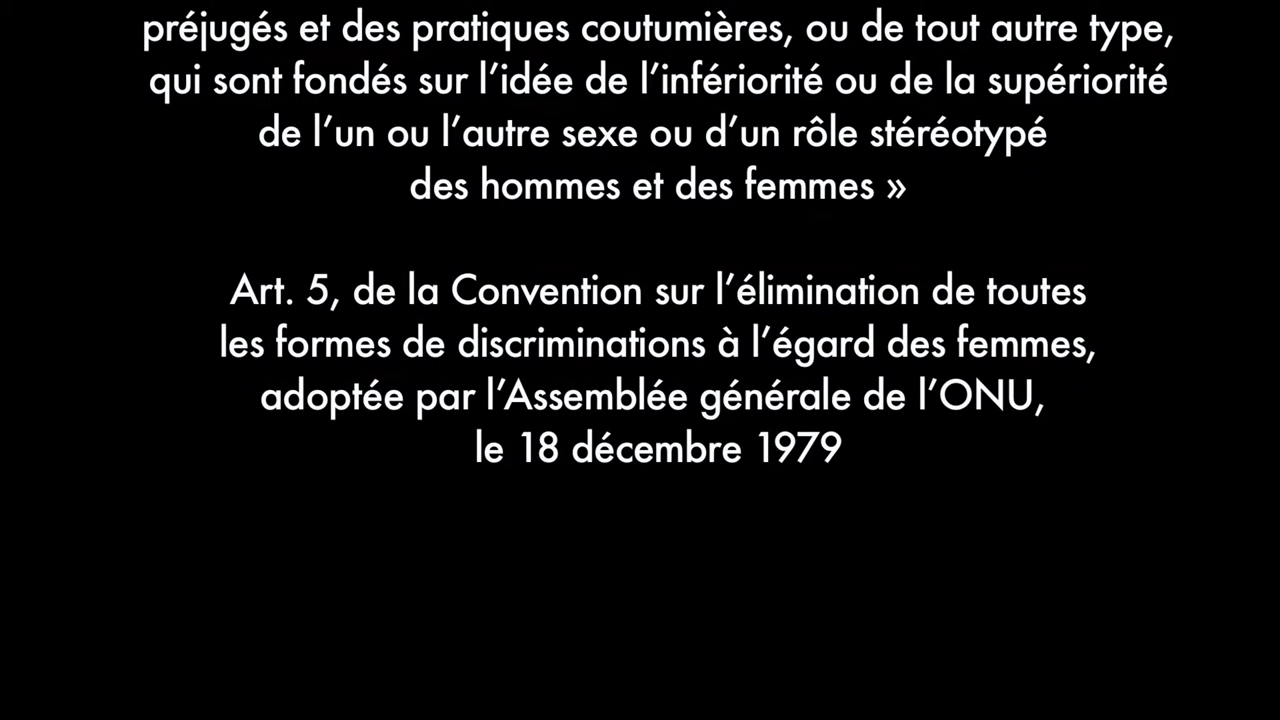 préjugés et des pratiques coutumières, ou de tout autre type,
qui sont fondés sur l’idée de l’infériorité ou de la supériorité
de l’un ou l’autre sexe ou d’un rôle stéréotypé
des hommes et des femmes »
Art. 5, de la Convention sur l’élimination de toutes
les formes de discriminations à l’égard des femmes,
adoptée par l’Assemblée générale de l’ONU,
le 18 décembre 1979